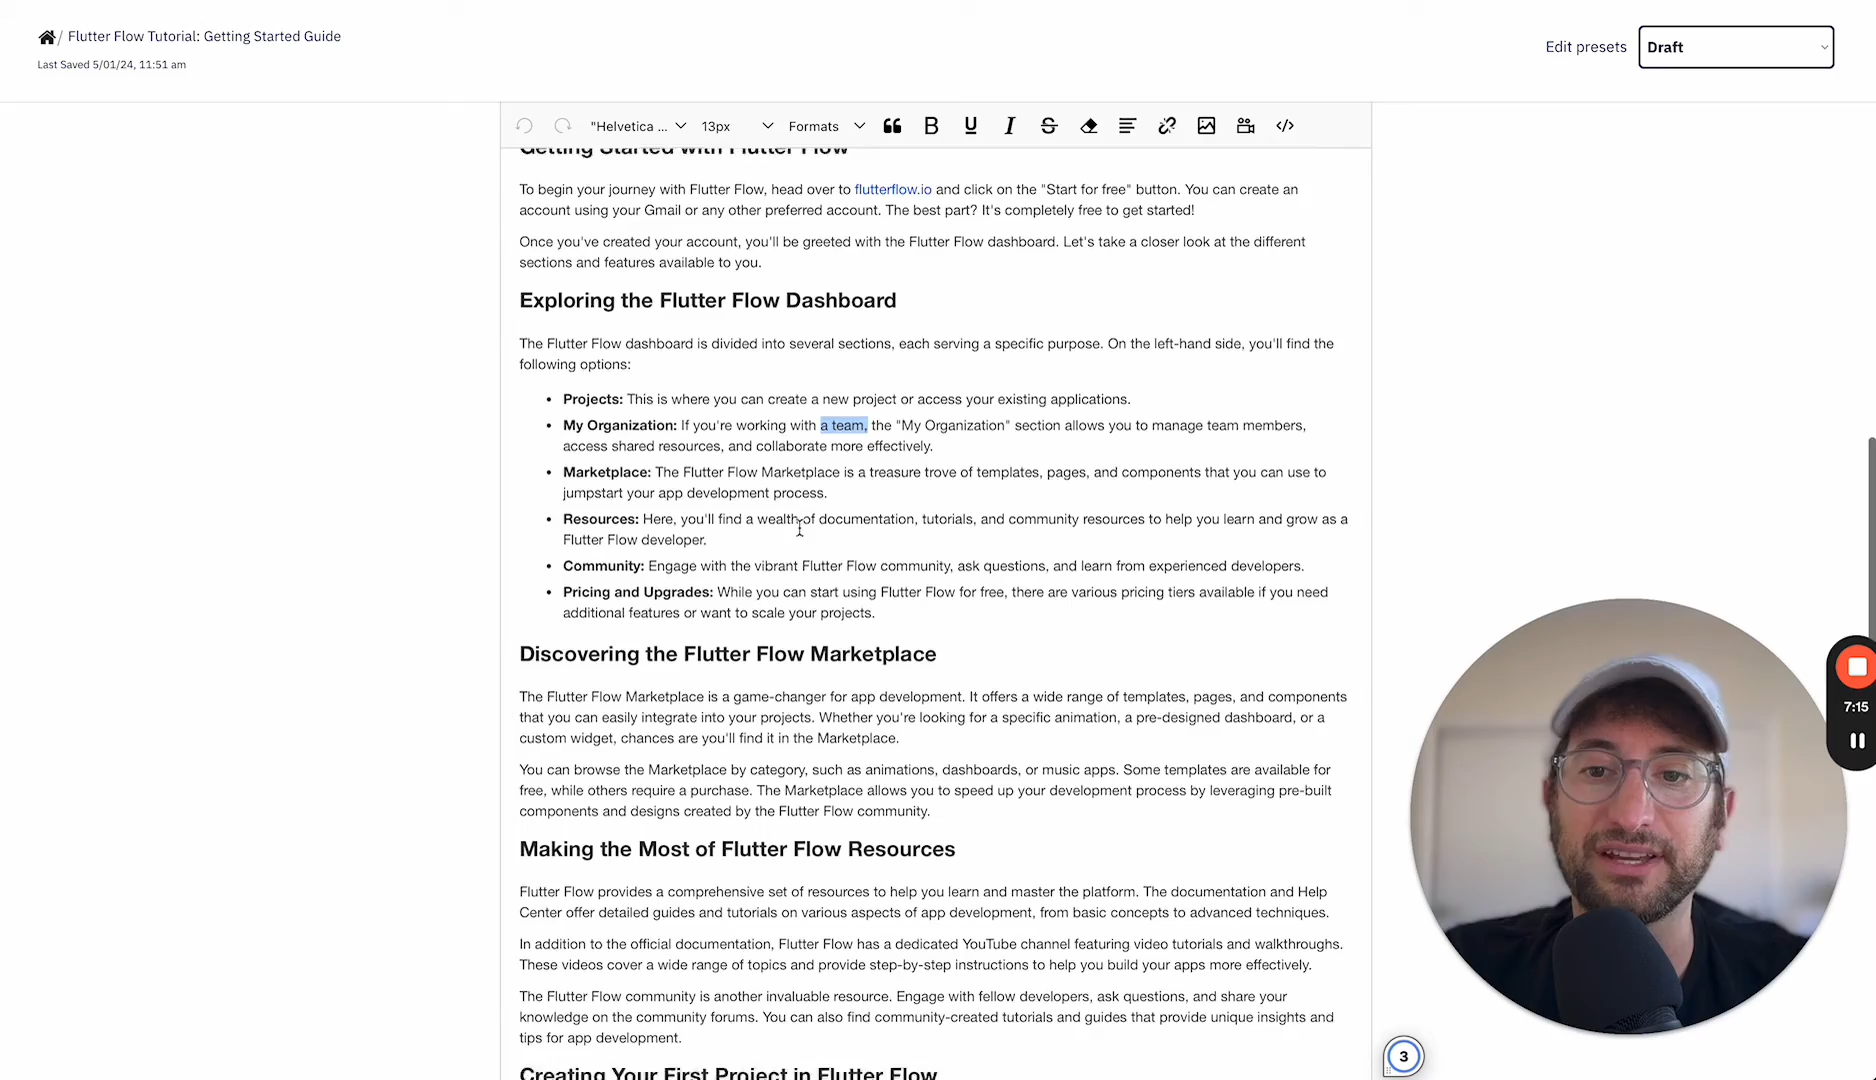 / Flutter Flow Tutorial: Getting Started Guide
Last Saved 5/01/24, 11:51 am
Edit presets
Draft
"Helvetica ...
13px
Formats
Getting Started with Flutter Flow
To begin your journey with Flutter Flow, head over to flutterflow.io and click on the "Start for free" button. You can create an
account using your Gmail or any other preferred account. The best part? It's completely free to get started!
Once you've created your account, you'll be greeted with the Flutter Flow dashboard. Let's take a closer look at the different
sections and features available to you.
Exploring the Flutter Flow Dashboard
The Flutter Flow dashboard is divided into several sections, each serving a specific purpose. On the left-hand side, you'll find the
following options:
• Projects: This is where you can create a new project or access your existing applications.
• My Organization: If you're working with a team, the "My Organization" section allows you to manage team members,
access shared resources, and collaborate more effectively.
• Marketplace: The Flutter Flow Marketplace is a treasure trove of templates, pages, and components that you can use to
jumpstart your app development process.
• Resources: Here, you'll find a wealth of documentation, tutorials, and community resources to help you learn and grow as a
Flutter Flow developer.
• Community: Engage with the vibrant Flutter Flow community, ask questions, and learn from experienced developers.
• Pricing and Upgrades: While you can start using Flutter Flow for free, there are various pricing tiers available if you need
additional features or want to scale your projects.
Discovering the Flutter Flow Marketplace
The Flutter Flow Marketplace is a game-changer for app development. It offers a wide range of templates, pages, and components
that you can easily integrate into your projects. Whether you're looking for a specific animation, a pre-designed dashboard, or a
custom widget, chances are you'll find it in the Marketplace.
You can browse the Marketplace by category, such as animations, dashboards, or music apps. Some templates are available for
free, while others require a purchase. The Marketplace allows you to speed up your development process by leveraging pre-built
components and designs created by the Flutter Flow community.
Making the Most of Flutter Flow Resources
Flutter Flow provides a comprehensive set of resources to help you learn and master the platform. The documentation and Help
Center offer detailed guides and tutorials on various aspects of app development, from basic concepts to advanced techniques.
In addition to the official documentation, Flutter Flow has a dedicated YouTube channel featuring video tutorials and walkthroughs.
These videos cover a wide range of topics and provide step-by-step instructions to help you build your apps more effectively.
The Flutter Flow community is another invaluable resource. Engage with fellow developers, ask questions, and share your
knowledge on the community forums. You can also find community-created tutorials and guides that provide unique insights and
tips for app development.
Creating Your First Project in Flutter Flow
7:15
3